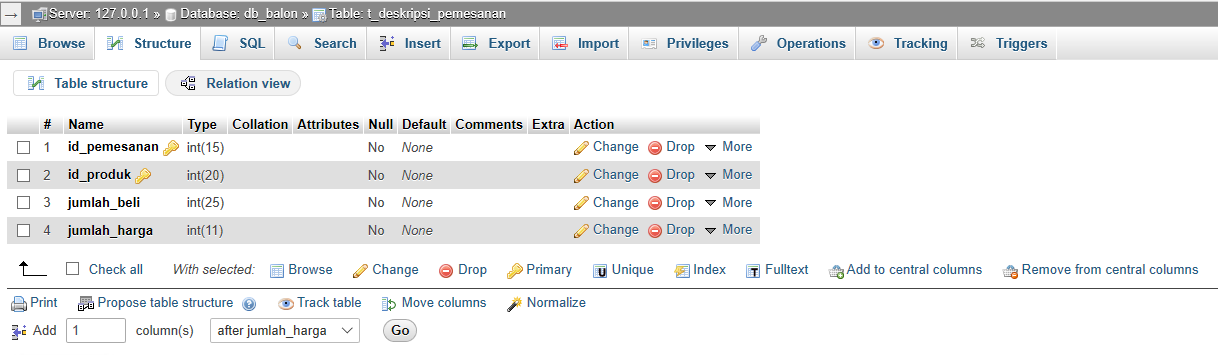 Server: 127.0.0.1 » Database: db_balon » Table: t_deskripsi_pemesanan
Browse Structure SQL Search Insert Export Import Privileges Operations Tracking Triggers
Table structure Relation view
# Name Type Collation Attributes Null Default Comments Extra Action
1 id_pemesanan int(15) No None Change Drop More
2 id_produk int(20) No None Change Drop More
3 jumlah_beli int(25) No None Change Drop More
4 jumlah_harga int(11) No None Change Drop More
Check all With selected: Browse Change Drop Primary Unique Index Fulltext Add to central columns Remove from central columns
Print Propose table structure Track table Move columns Normalize
Add 1 column(s) after jumlah_harga Go